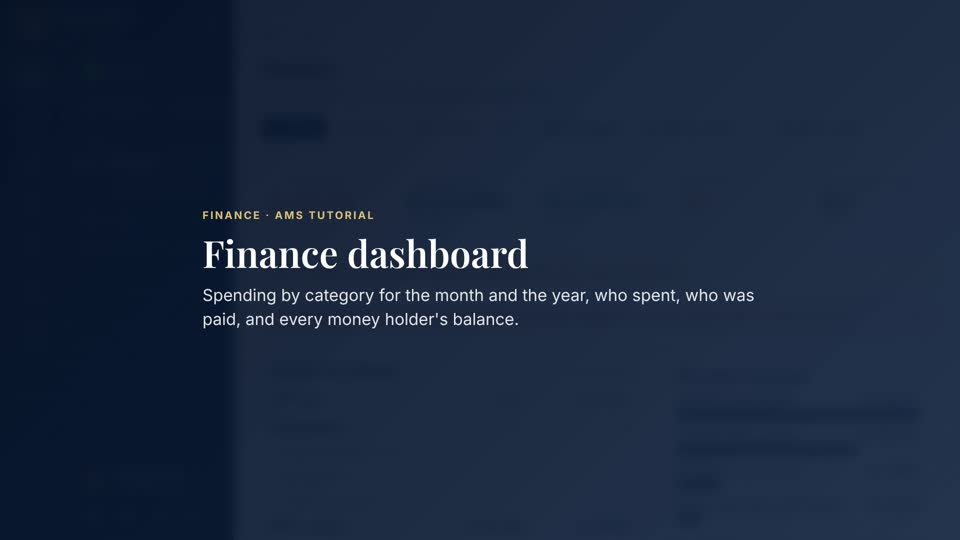 FINANCE · AMS TUTORIAL
Finance dashboard
Spending by category for the month and the year, who spent, who was
paid, and every money holder's balance.